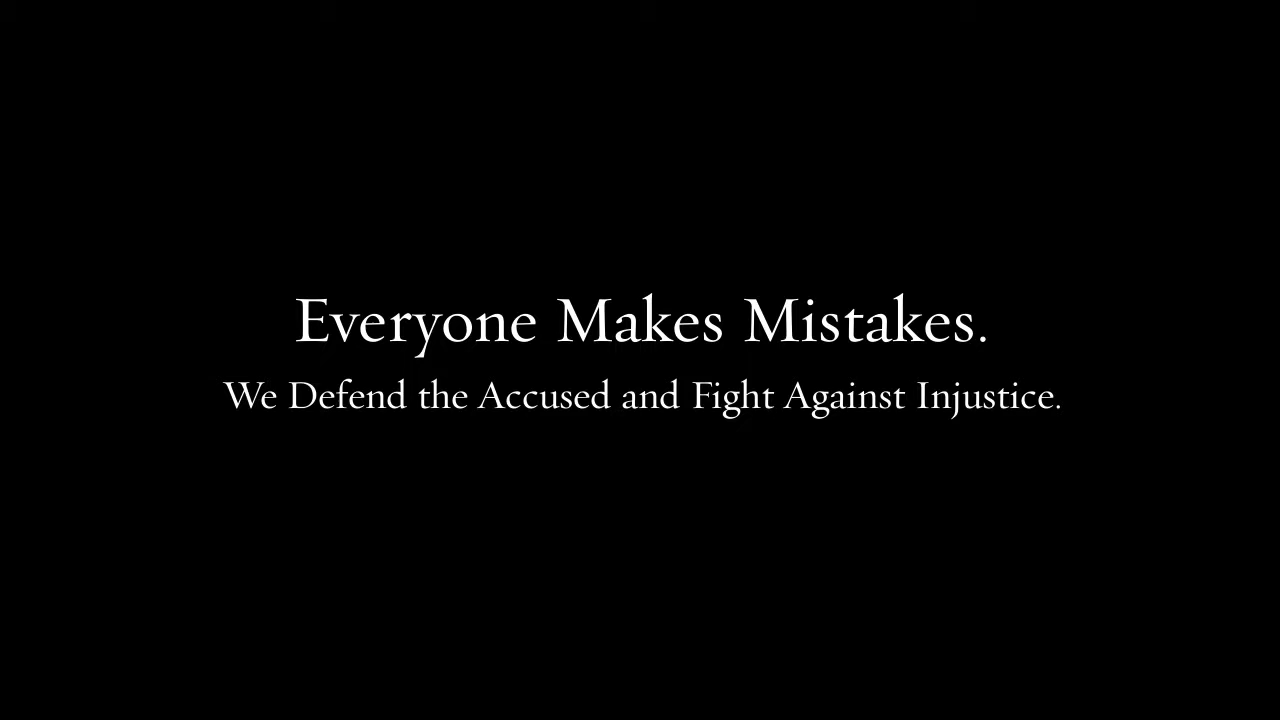 Everyone Makes Mistakes.
We Defend the Accused and Fight Against Injustice.